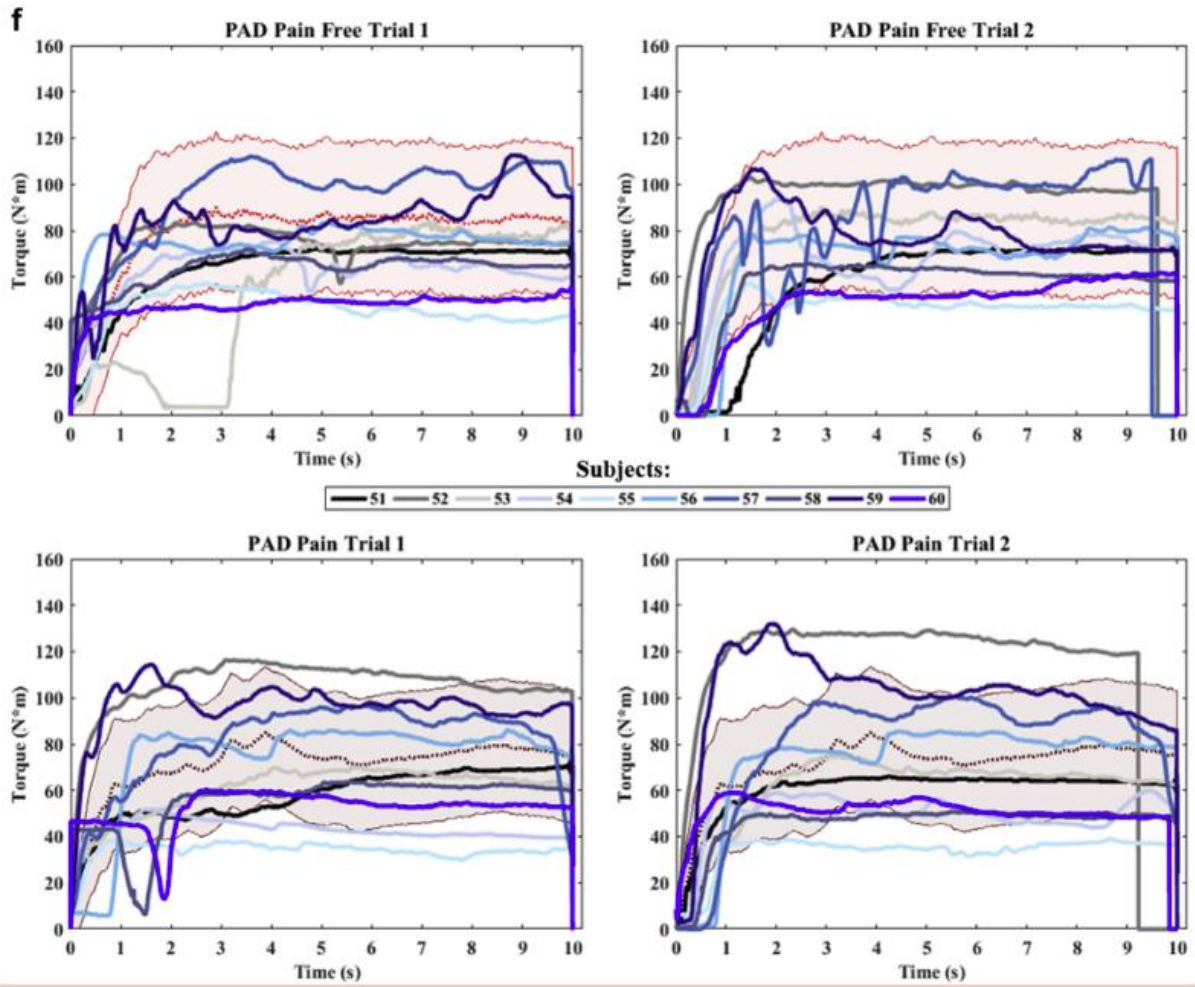 f
PAD Pain Free Trial 1
160
140
120
100
80
60
40
20
0
Torque (N*m)
0 1 2 3 4 5 6 7 8 9 10
Time (s)
PAD Pain Free Trial 2
160
140
120
100
80
60
40
20
0
Torque (N*m)
0 1 2 3 4 5 6 7 8 9 10
Time (s)
Subjects:
51 52 53 54 55 56 57 58 59 60
PAD Pain Trial 1
160
140
120
100
80
60
40
20
0
Torque (N*m)
0 1 2 3 4 5 6 7 8 9 10
Time (s)
PAD Pain Trial 2
160
140
120
100
80
60
40
20
0
Torque (N*m)
0 1 2 3 4 5 6 7 8 9 10
Time (s)